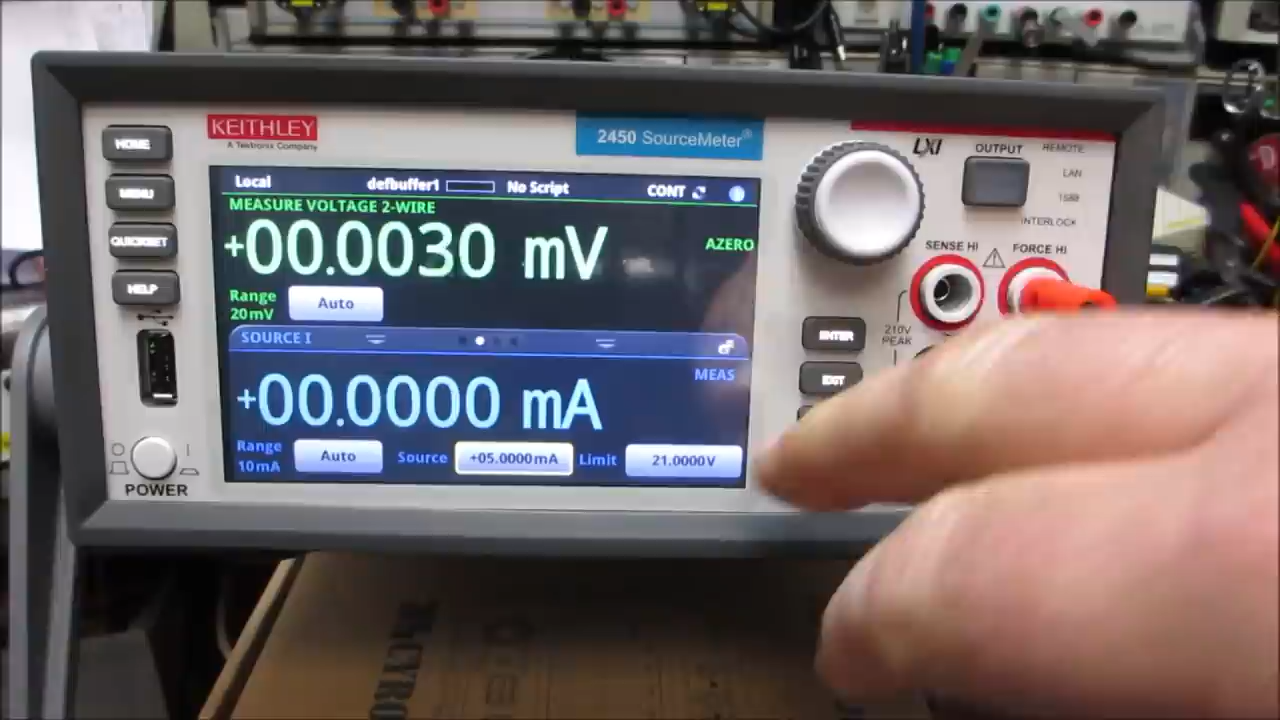 KEITHLEY
A Tektronix Company
2450 SourceMeter®
LXI
OUTPUT
REMOTE
LAN
1588
INTERLOCK
HOME
MENU
QUICKSET
HELP
Local
defbuffer1
No Script
CONT
MEASURE VOLTAGE 2-WIRE
+00.0030 mV
AZERO
Range
20mV
Auto
SOURCE I
MEAS
+00.0000 mA
Range
10mA
Auto
Source
+05.0000mA
Limit
21.0000V
SENSE HI
FORCE HI
210V
PEAK
ENTER
EXIT
POWER